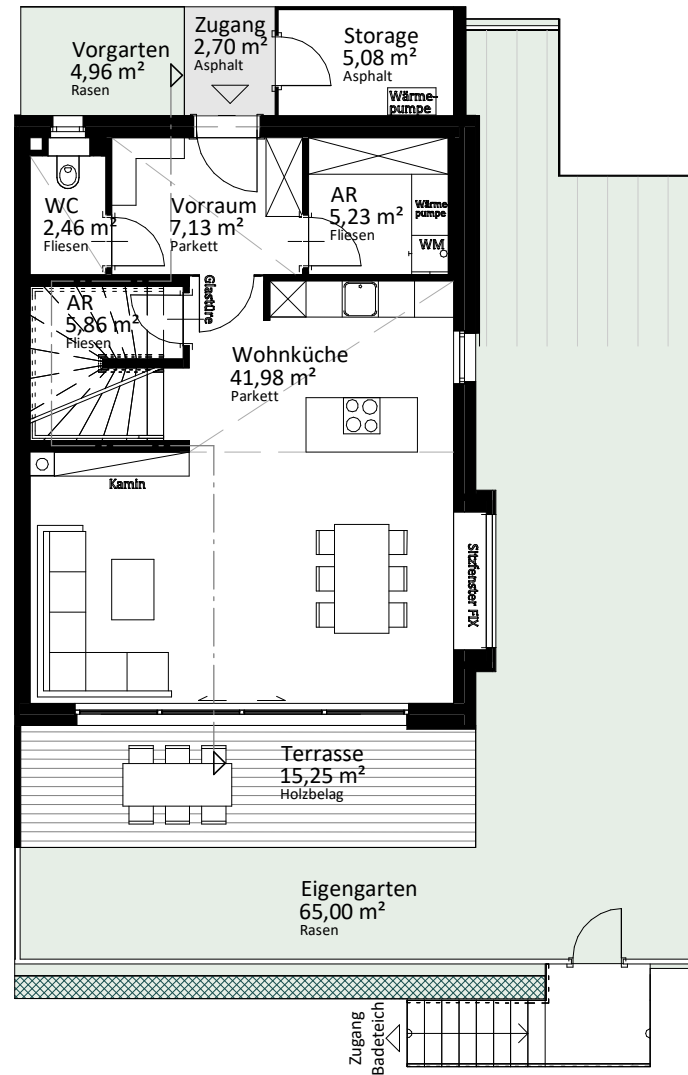 Zugang
2,70 m²
Asphalt
Vorgarten
4,96 m²
Rasen
Storage
5,08 m²
Asphalt
Wärme-
pumpe
WC
2,46 m²
Fliesen
Vorraum
7,13 m²
Parkett
AR
5,23 m²
Fliesen
Wärme
pumpe
WM
Glastüre
AR
5,86 m²
Fliesen
Wohnküche
41,98 m²
Parkett
Kamin
Sitzfenster FIX
Terrasse
15,25 m²
Holzbelag
Eigengarten
65,00 m²
Rasen
Zugang
Badeteich